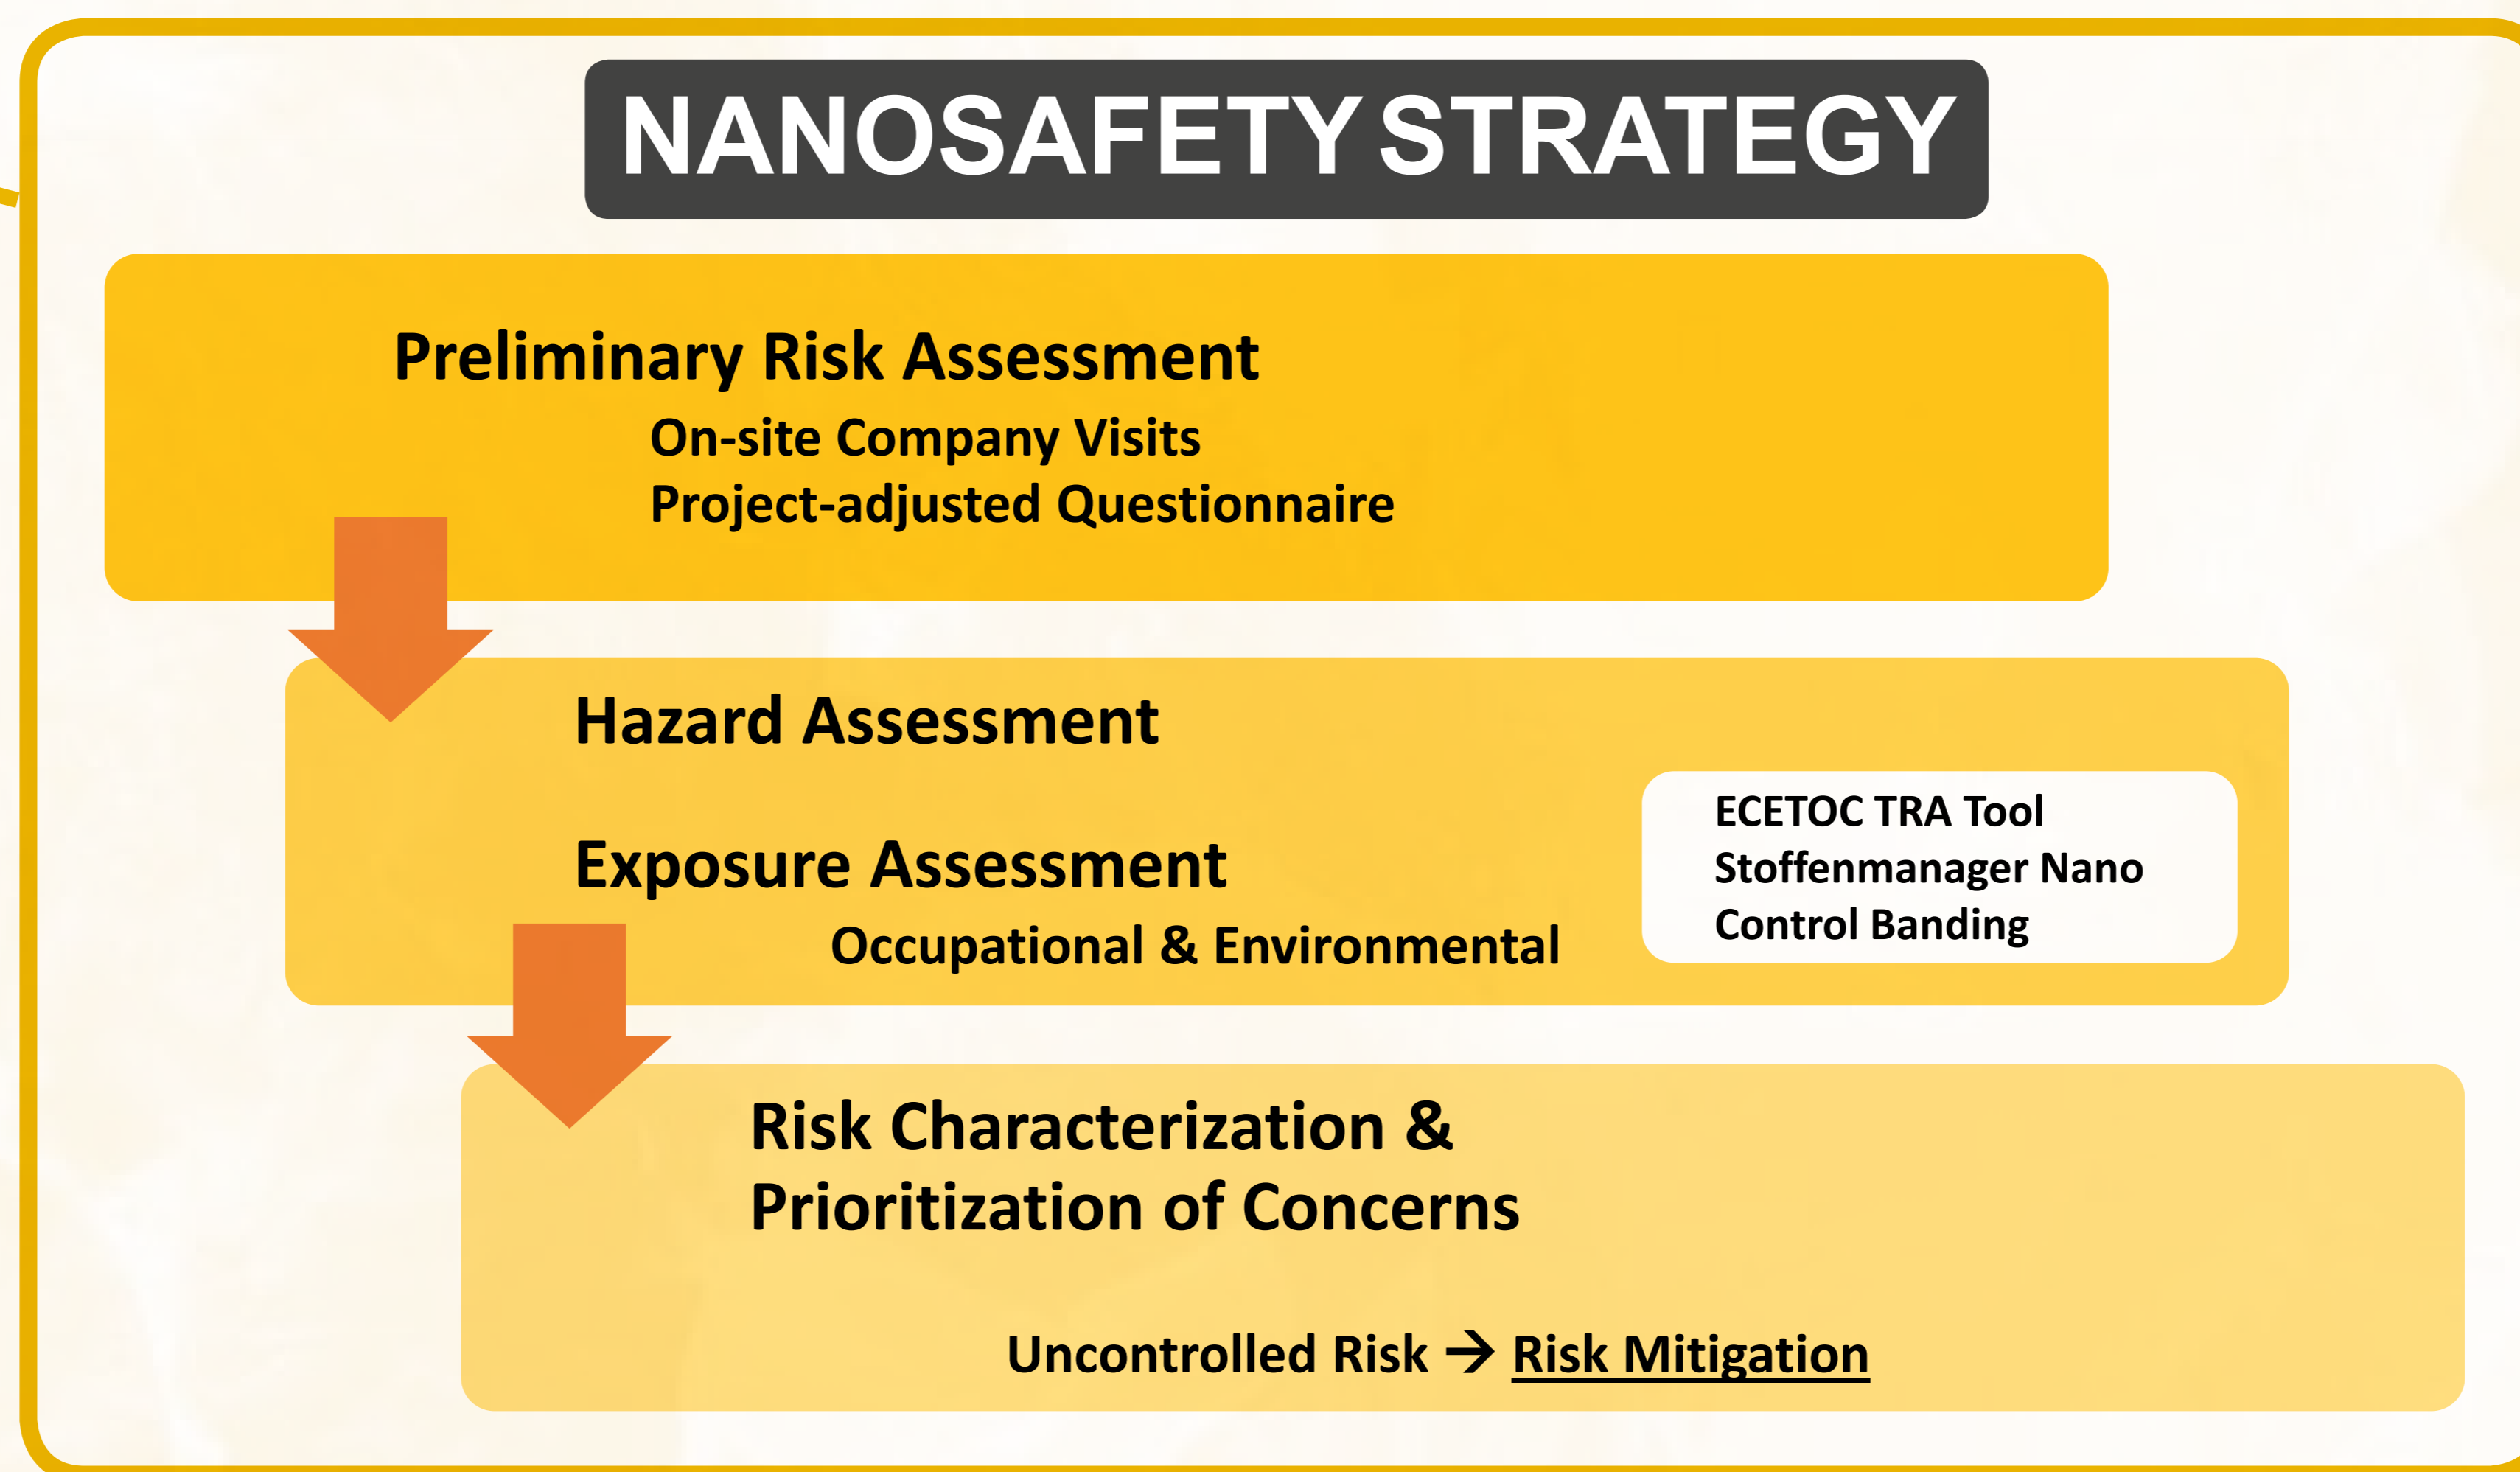 NANOSAFETY STRATEGY
Preliminary Risk Assessment
On-site Company Visits
Project-adjusted Questionnaire
Hazard Assessment
Exposure Assessment
Occupational & Environmental
ECETOC TRA Tool
Stoffenmanager Nano
Control Banding
Risk Characterization &
Prioritization of Concerns
Uncontrolled Risk → Risk Mitigation